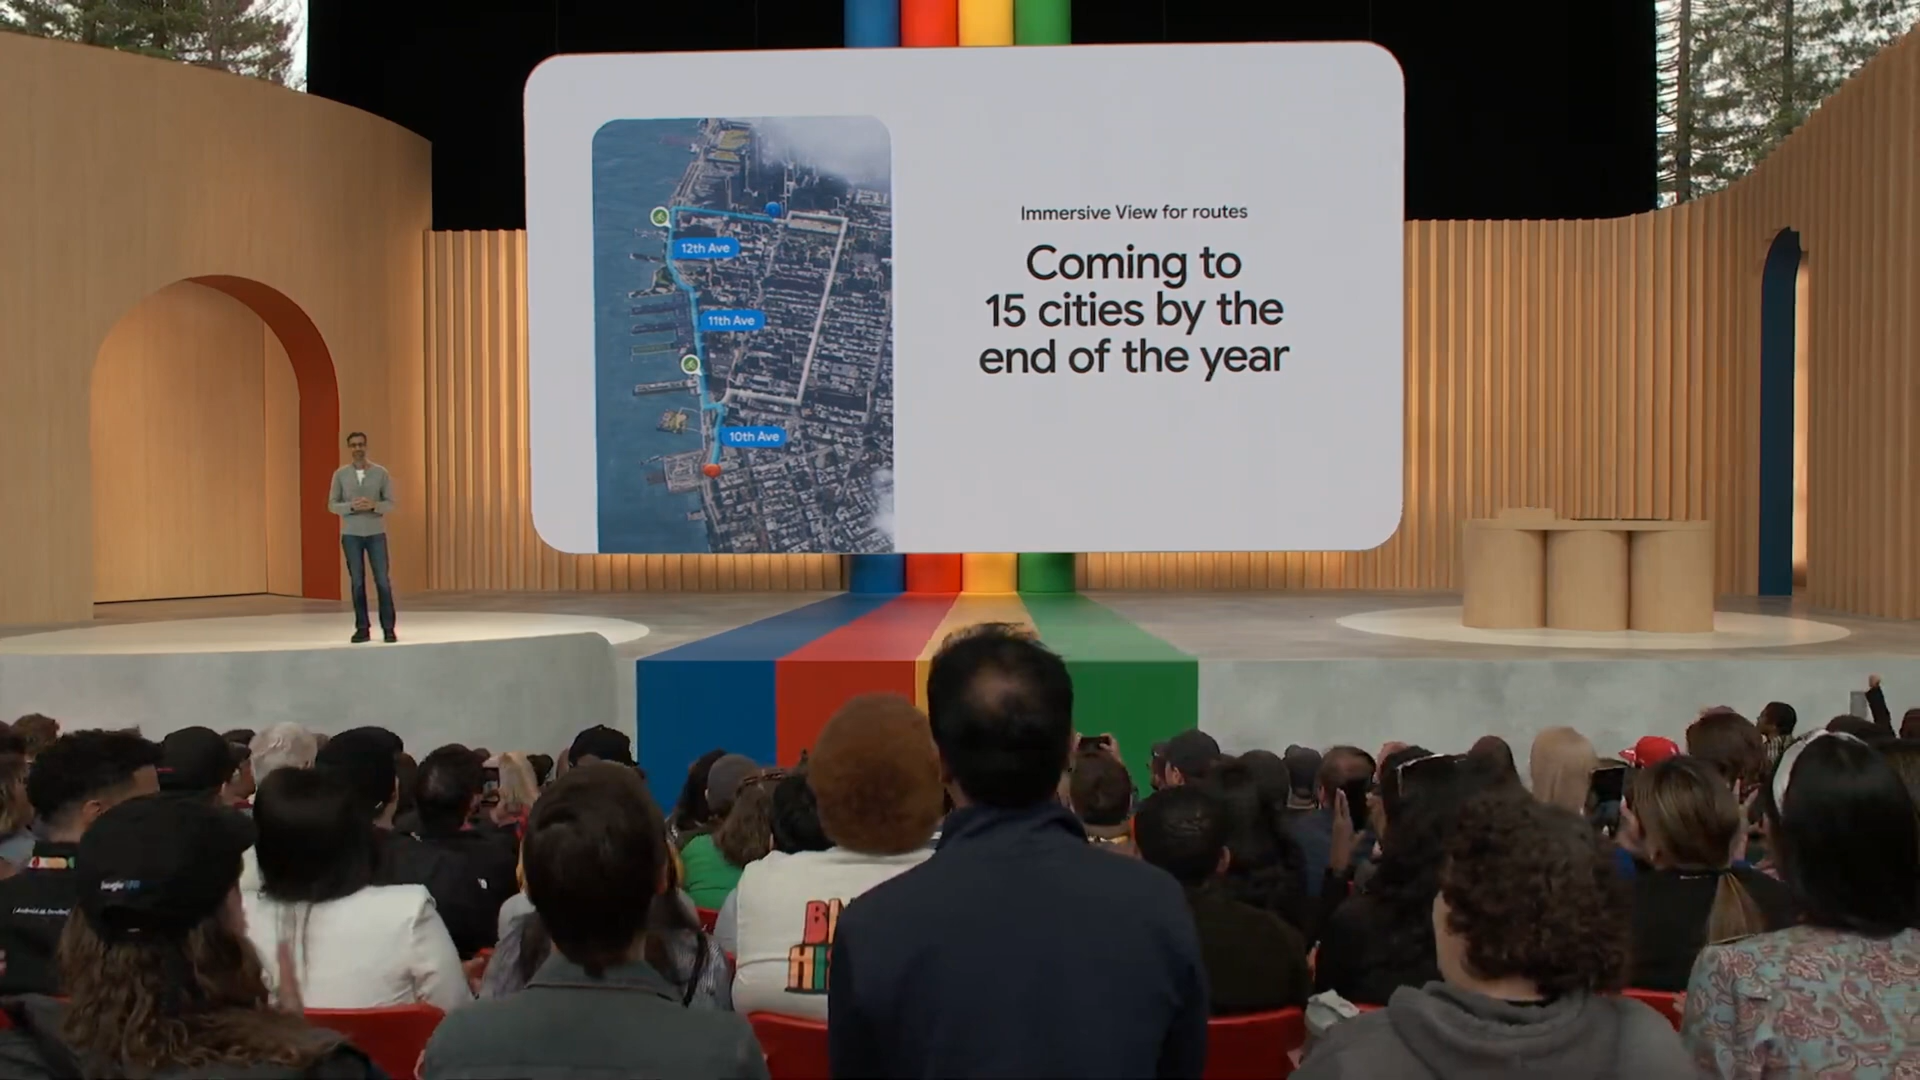 Immersive View for routes
Coming to
15 cities by the
end of the year
12th Ave
11th Ave
10th Ave